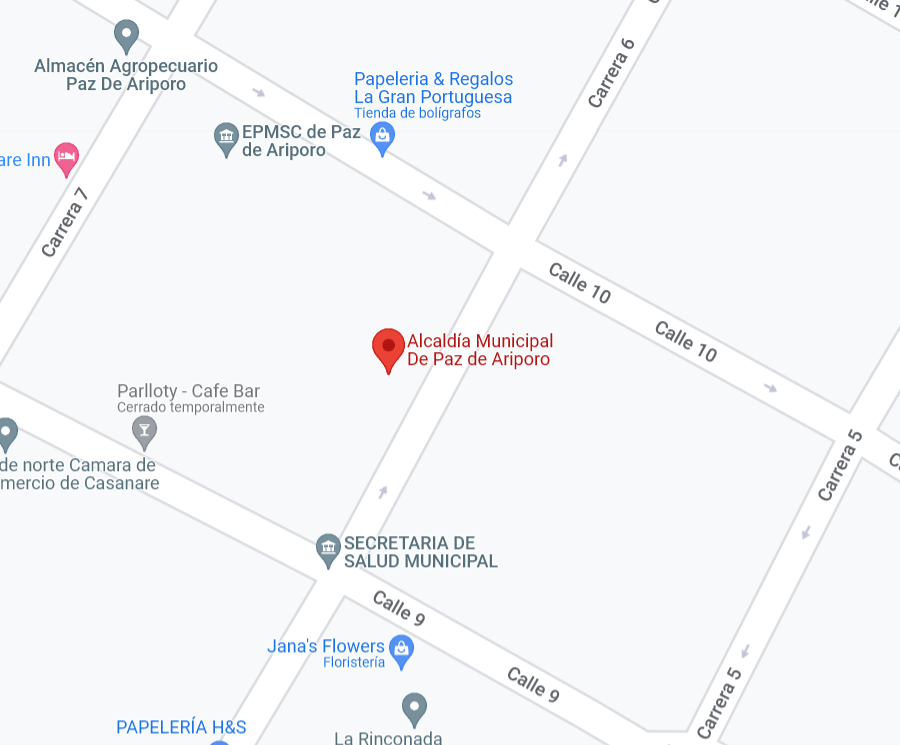 Almacén Agropecuario
Paz De Ariporo
Papeleria & Regalos
La Gran Portuguesa
Tienda de bolígrafos
Carrera 6
EPMSC de Paz
de Ariporo
are Inn
Carrera 7
Calle 10
Calle 10
Alcaldía Municipal
De Paz de Ariporo
Parlloty - Cafe Bar
Cerrado temporalmente
de norte Camara de
mercio de Casanare
Carrera 5
SECRETARIA DE
SALUD MUNICIPAL
Calle 9
Jana's Flowers
Floristería
Calle 9
Carrera 5
PAPELERÍA H&S
La Rinconada